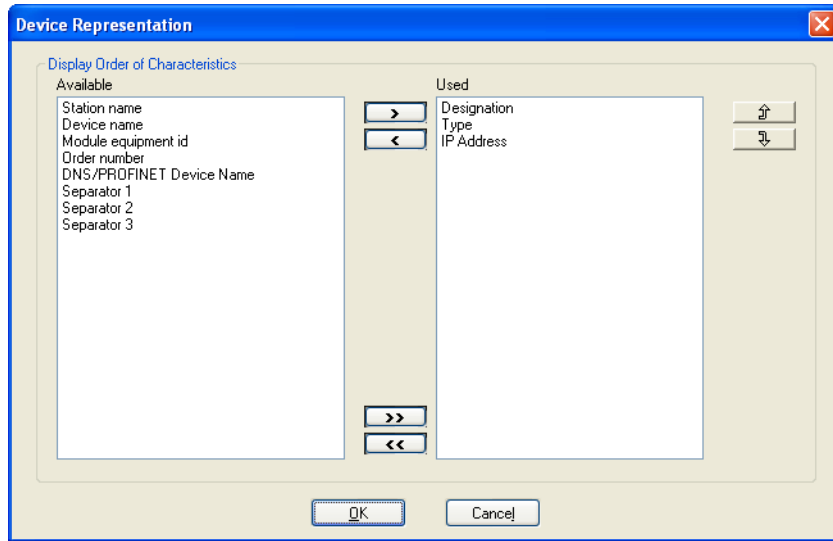 Device Representation
Display Order of Characteristics
Available
Used
Station name
Device name
Module equipment id
Order number
DNS/PROFINET Device Name
Separator 1
Separator 2
Separator 3
>
<
>>
<<
Designation
Type
IP Address
OK
Cancel